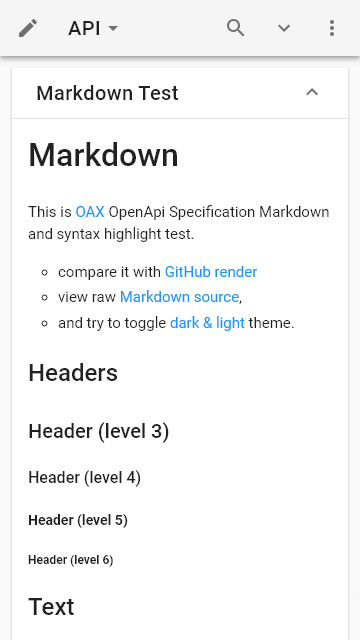 API
Markdown Test
Markdown
This is OAX OpenApi Specification Markdown
and syntax highlight test.
compare it with GitHub render
view raw Markdown source,
and try to toggle dark & light theme.
Headers
Header (level 3)
Header (level 4)
Header (level 5)
Header (level 6)
Text